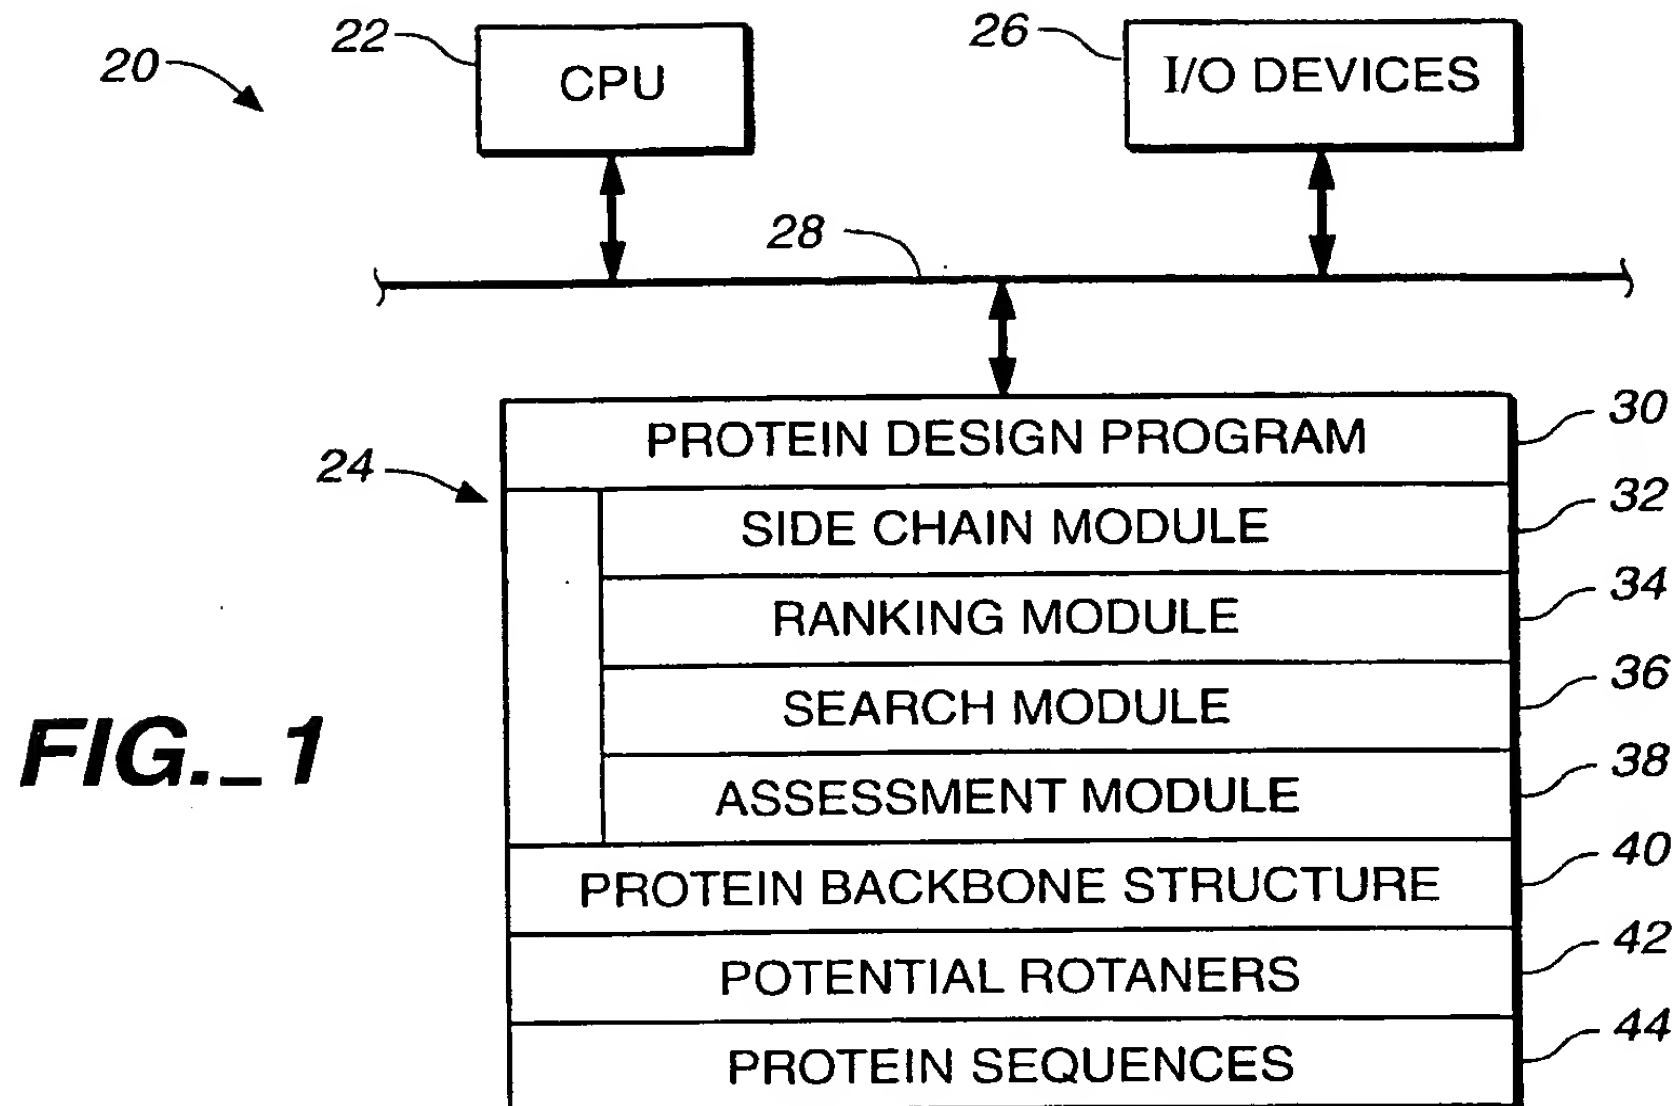 20
22
CPU
26
I/O DEVICES
28
24
PROTEIN DESIGN PROGRAM
30
SIDE CHAIN MODULE
32
RANKING MODULE
34
SEARCH MODULE
36
ASSESSMENT MODULE
38
PROTEIN BACKBONE STRUCTURE
40
POTENTIAL ROTANERS
42
PROTEIN SEQUENCES
44
FIG._1